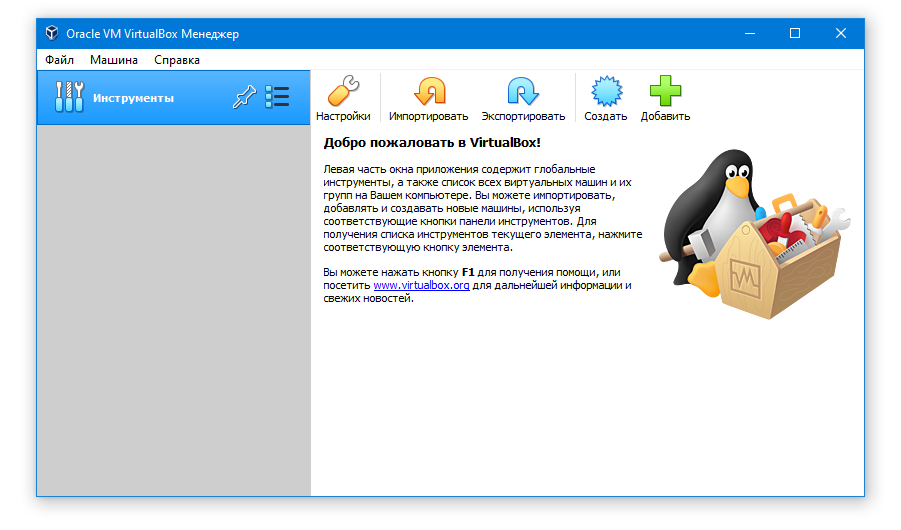 Oracle VM VirtualBox Менеджер
Файл Машина Справка
Инструменты
Настройки Импортировать Экспортировать Создать Добавить
Добро пожаловать в VirtualBox!
Левая часть окна приложения содержит глобальные
инструменты, а также список всех виртуальных машин и их
групп на Вашем компьютере. Вы можете импортировать,
добавлять и создавать новые машины, используя
соответствующие кнопки панели инструментов. Для
получения списка инструментов текущего элемента, нажмите
соответствующую кнопку элемента.
Вы можете нажать кнопку F1 для получения помощи, или
посетить www.virtualbox.org для дальнейшей информации и
свежих новостей.